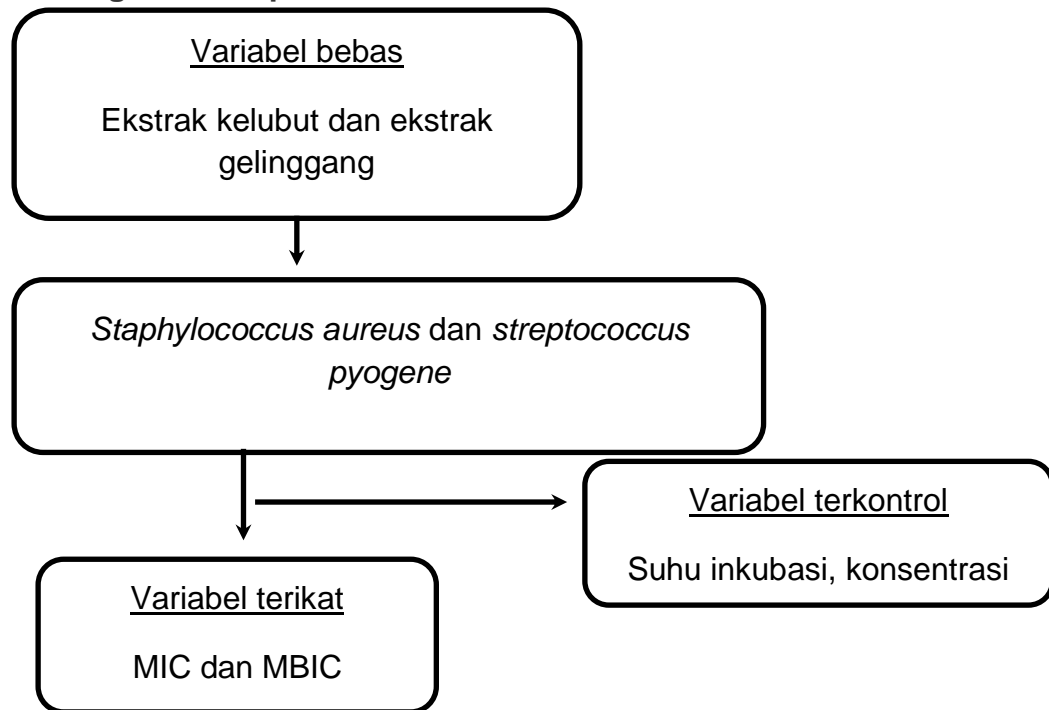 Variabel bebas
Ekstrak kelubut dan ekstrak
gelinggang
Staphylococcus aureus dan streptococcus
pyogene
Variabel terkontrol
Suhu inkubasi, konsentrasi
Variabel terikat
MIC dan MBIC